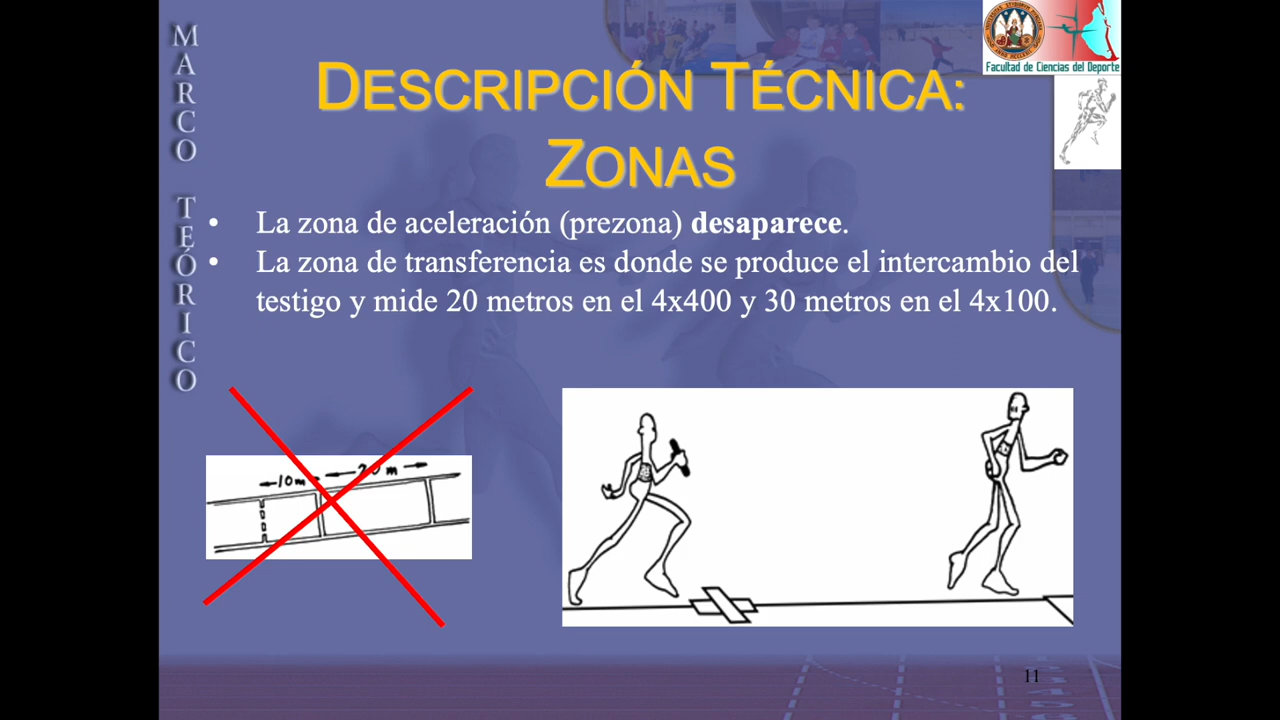 MARCO TEÓRICO
Facultad de Ciencias del Deporte
DESCRIPCIÓN TÉCNICA:
ZONAS
• La zona de aceleración (prezona) desaparece.
• La zona de transferencia es donde se produce el intercambio del
testigo y mide 20 metros en el 4x400 y 30 metros en el 4x100.
10m 20 m
11